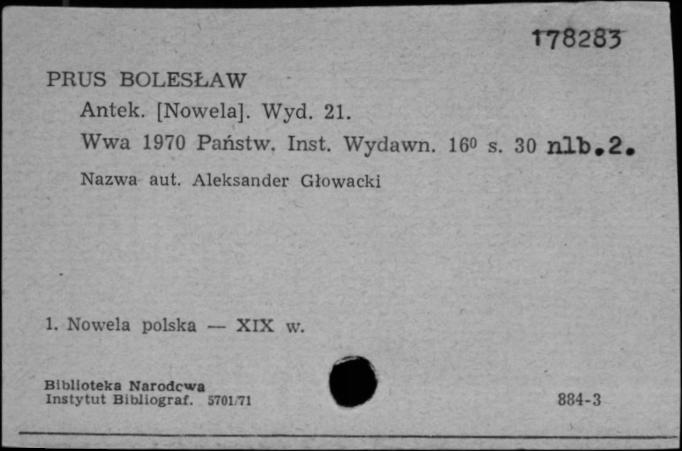 178283
PRUS BOLESŁAW
Antek. [Nowela]. Wyd. 21.
Wwa 1970 Państw. Inst. Wydawn. 16⁰ s. 30 nlb.2.
Nazwa aut. Aleksander Głowacki
1. Nowela polska — XIX w.
Biblioteka Narodowa
Instytut Bibliograf. 5701/71
884-3